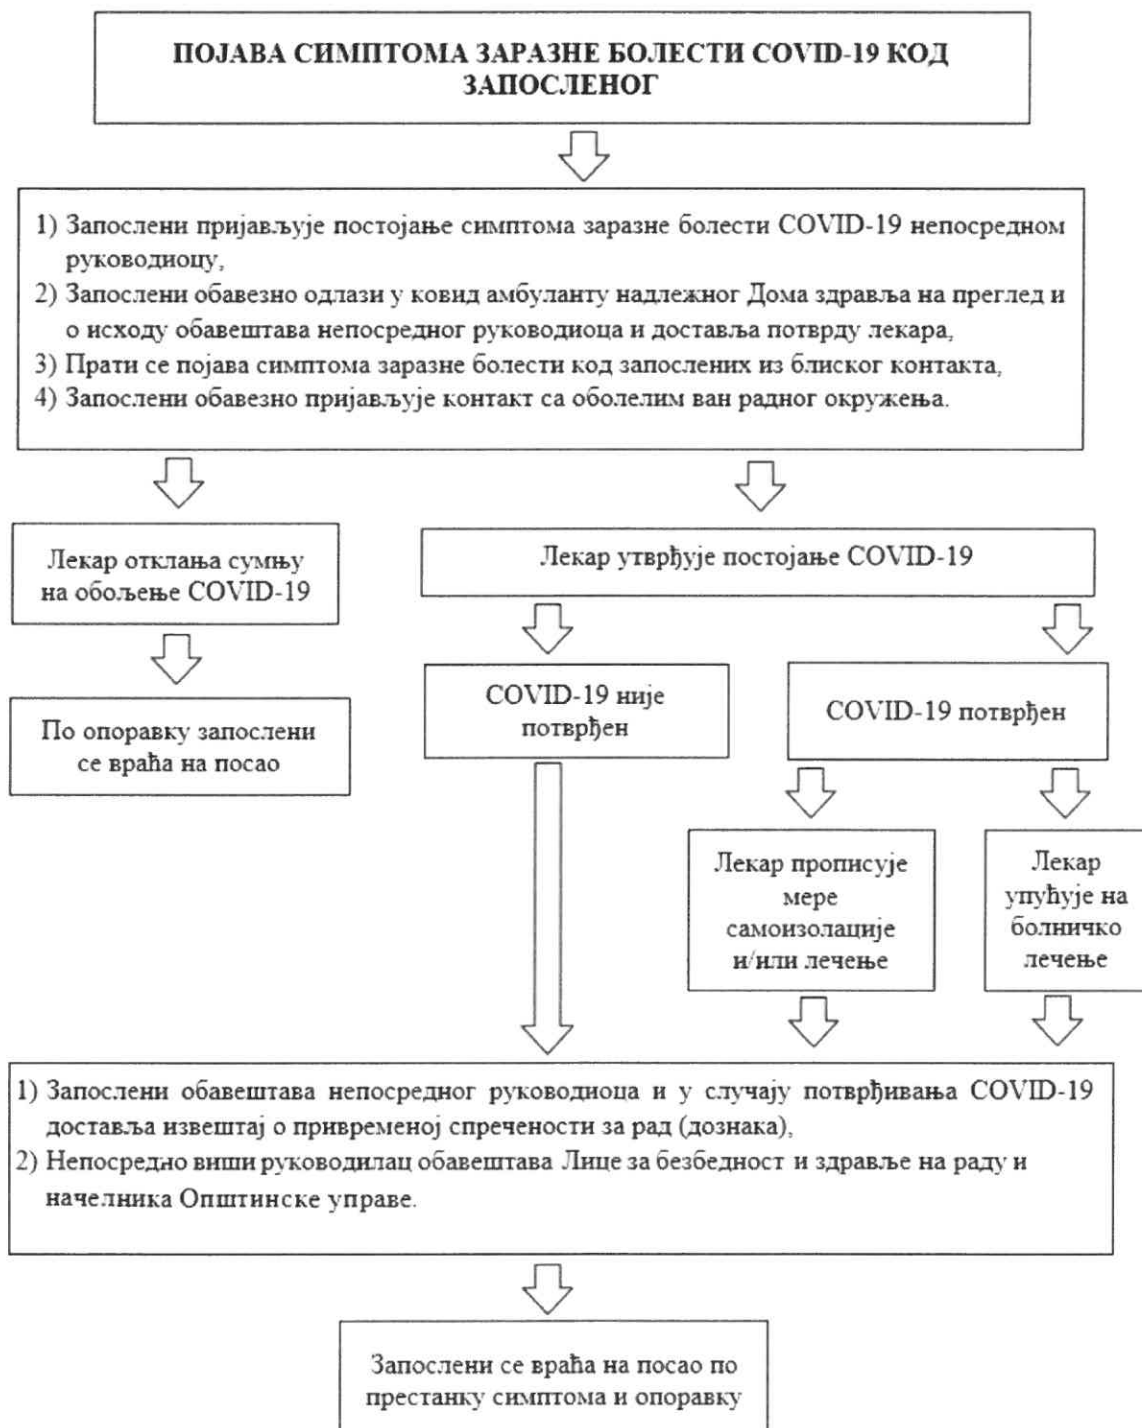 ПОЈАВА СИМПТОМА ЗАРАЗНЕ БОЛЕСТИ COVID-19 КОД
ЗАПОСЛЕНОГ
1) Запослени пријављује постојање симптома заразне болести COVID-19 непосредном
руководиоцу,
2) Запослени обавезно одлази у ковид амбуланту надлежног Дома здравља на преглед и
о исходу обавештава непосредног руководиоца и доставља потврду лекара,
3) Прати се појава симптома заразне болести код запослених из блиског контакта,
4) Запослени обавезно пријављује контакт са оболелим ван радног окружења.
Лекар отклања сумњу
на обољење COVID-19
Лекар утврђује постојање COVID-19
По опоравку запослени
се враћа на посао
COVID-19 није
потврђен
COVID-19 потврђен
Лекар прописује
мере
самоизолације
и/или лечење
Лекар
упућује на
болничко
лечење
1) Запослени обавештава непосредног руководиоца и у случају потврђивања COVID-19
доставља извештај о привременој спречености за рад (дознака),
2) Непосредно виши руководилац обавештава Лице за безбедност и здравље на раду и
начелника Општинске управе.
Запослени се враћа на посао по
престанку симптома и опоравку